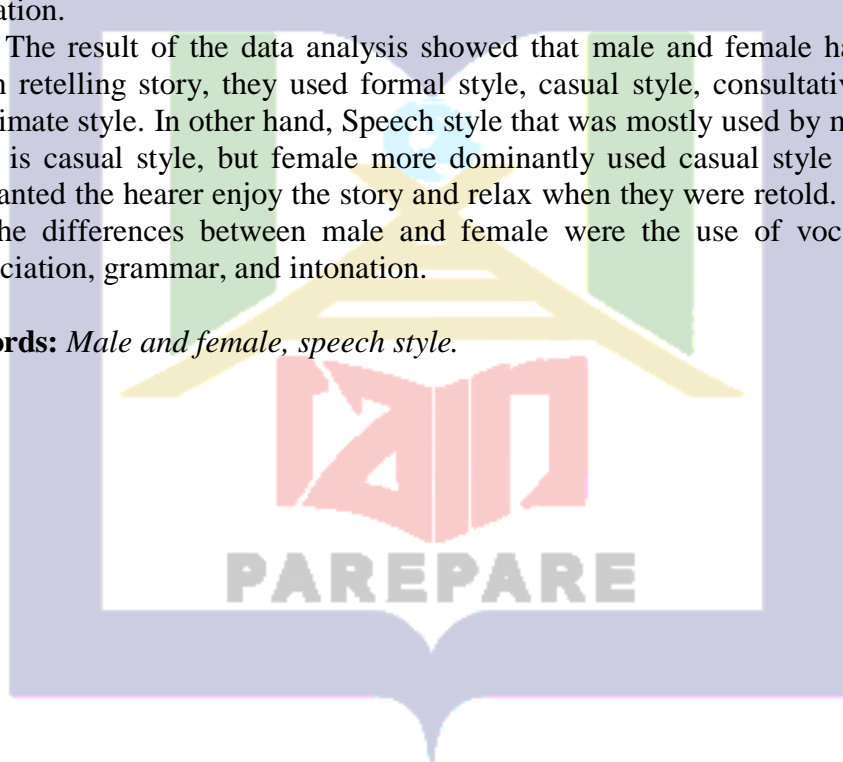 ation.
The result of the data analysis showed that male and female ha
n retelling story, they used formal style, casual style, consultativ
imate style. In other hand, Speech style that was mostly used by m
is casual style, but female more dominantly used casual style
anted the hearer enjoy the story and relax when they were retold.
he differences between male and female were the use of voc
ciation, grammar, and intonation.
ords: Male and female, speech style.
iain
PAREPARE